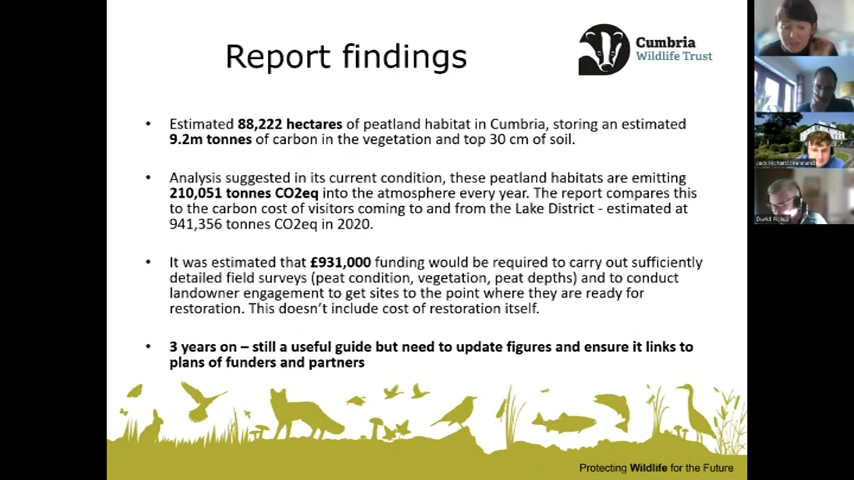 Report findings
Cumbria
Wildlife Trust
• Estimated 88,222 hectares of peatland habitat in Cumbria, storing an estimated
9.2m tonnes of carbon in the vegetation and top 30 cm of soil.
• Analysis suggested in its current condition, these peatland habitats are emitting
210,051 tonnes CO2eq into the atmosphere every year. The report compares this
to the carbon cost of visitors coming to and from the Lake District - estimated at
941,356 tonnes CO2eq in 2020.
• It was estimated that £931,000 funding would be required to carry out sufficiently
detailed field surveys (peat condition, vegetation, peat depths) and to conduct
landowner engagement to get sites to the point where they are ready for
restoration. This doesn't include cost of restoration itself.
• 3 years on – still a useful guide but need to update figures and ensure it links to
plans of funders and partners
Protecting Wildlife for the Future
Jack Richard
David